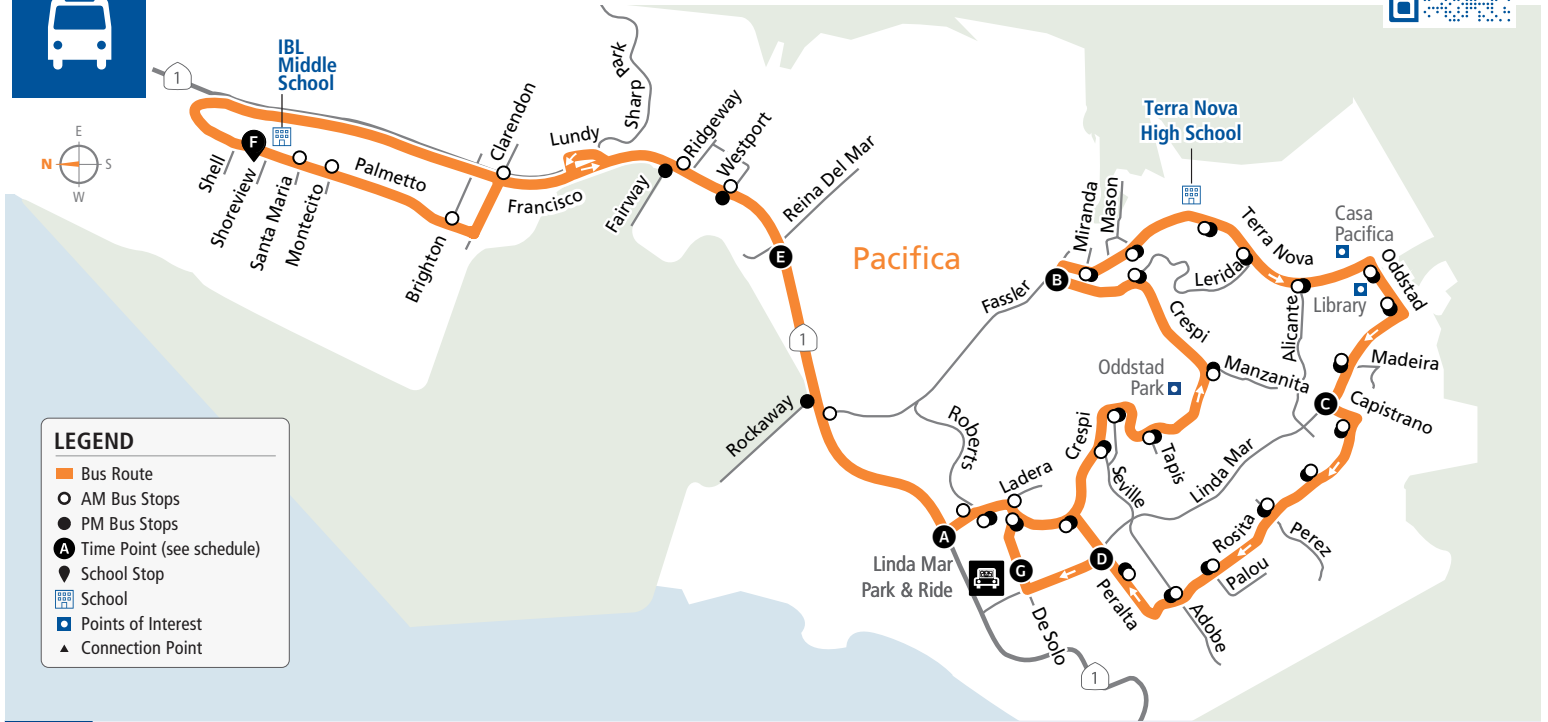 IBL
Middle
School
1
E
N
S
W
F
Shell
Shoreview
Santa Maria
Montecito
Palmetto
Brighton
Clarendon
Francisco
Lundy
Sharp Park
Fairway
Ridgeway
Westport
Reina Del Mar
E
Pacifica
1
Rockaway
Terra Nova
High School
Miranda
Mason
Fassler
B
Lerida
Terra Nova
Casa
Pacifica
Oddstad
Library
Alicante
Crespi
Manzanita
Madeira
Capistrano
C
Oddstad
Park
Roberts
Ladera
Crespi
Seville
Tapis
Linda Mar
Rosita
Perez
Palou
Adobe
A
Linda Mar
Park & Ride
G
D
Peralta
De Solo
1
LEGEND
Bus Route
AM Bus Stops
PM Bus Stops
A Time Point (see schedule)
School Stop
School
Points of Interest
Connection Point